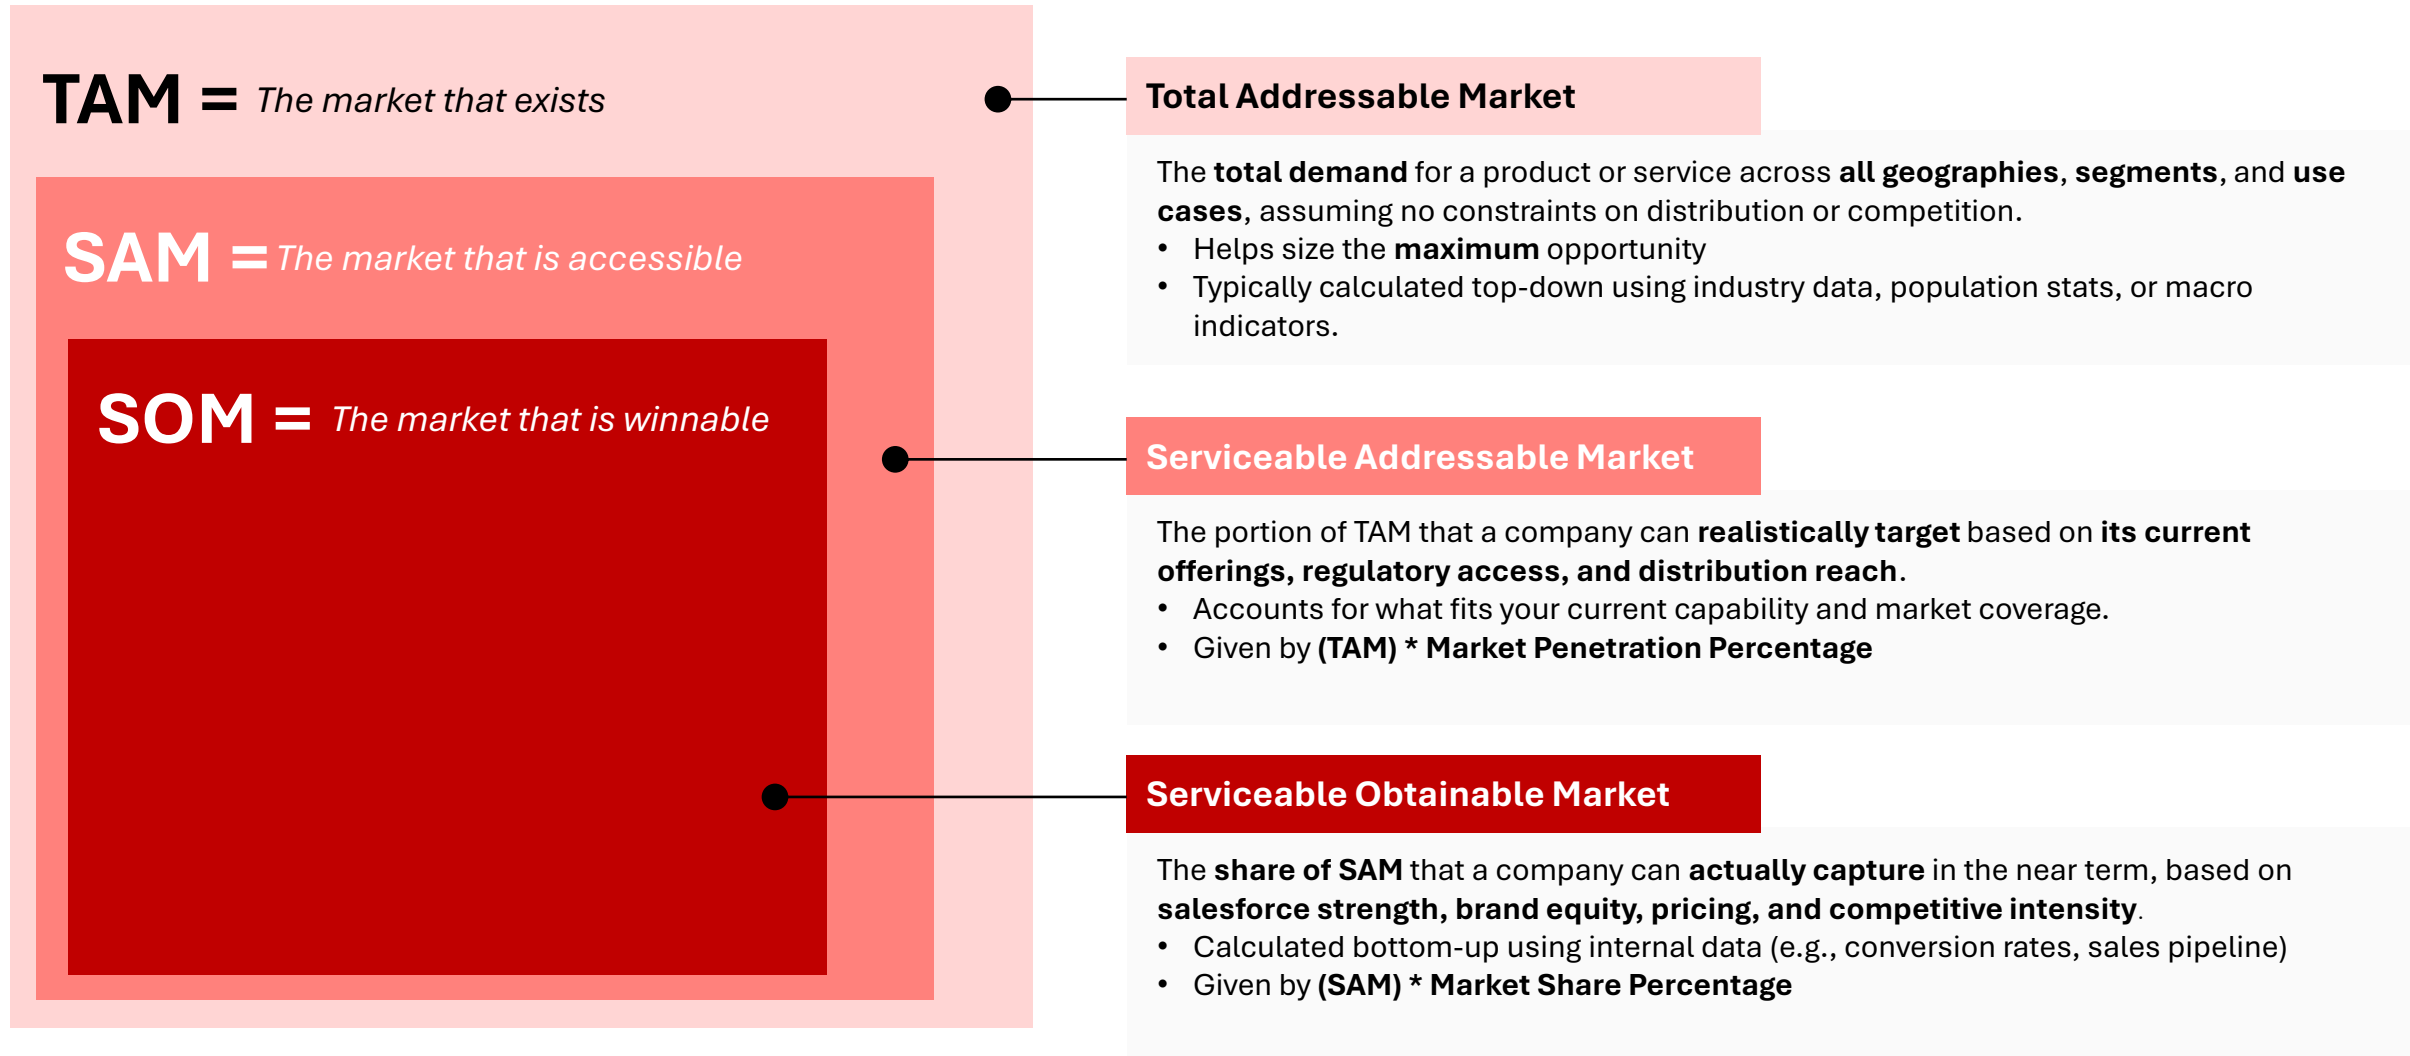 TAM = The market that exists
SAM = The market that is accessible
SOM = The market that is winnable
Total Addressable Market
The total demand for a product or service across all geographies, segments, and use
cases, assuming no constraints on distribution or competition.
• Helps size the maximum opportunity
• Typically calculated top-down using industry data, population stats, or macro
indicators.
Serviceable Addressable Market
The portion of TAM that a company can realistically target based on its current
offerings, regulatory access, and distribution reach.
• Accounts for what fits your current capability and market coverage.
• Given by (TAM) * Market Penetration Percentage
Serviceable Obtainable Market
The share of SAM that a company can actually capture in the near term, based on
salesforce strength, brand equity, pricing, and competitive intensity.
• Calculated bottom-up using internal data (e.g., conversion rates, sales pipeline)
• Given by (SAM) * Market Share Percentage